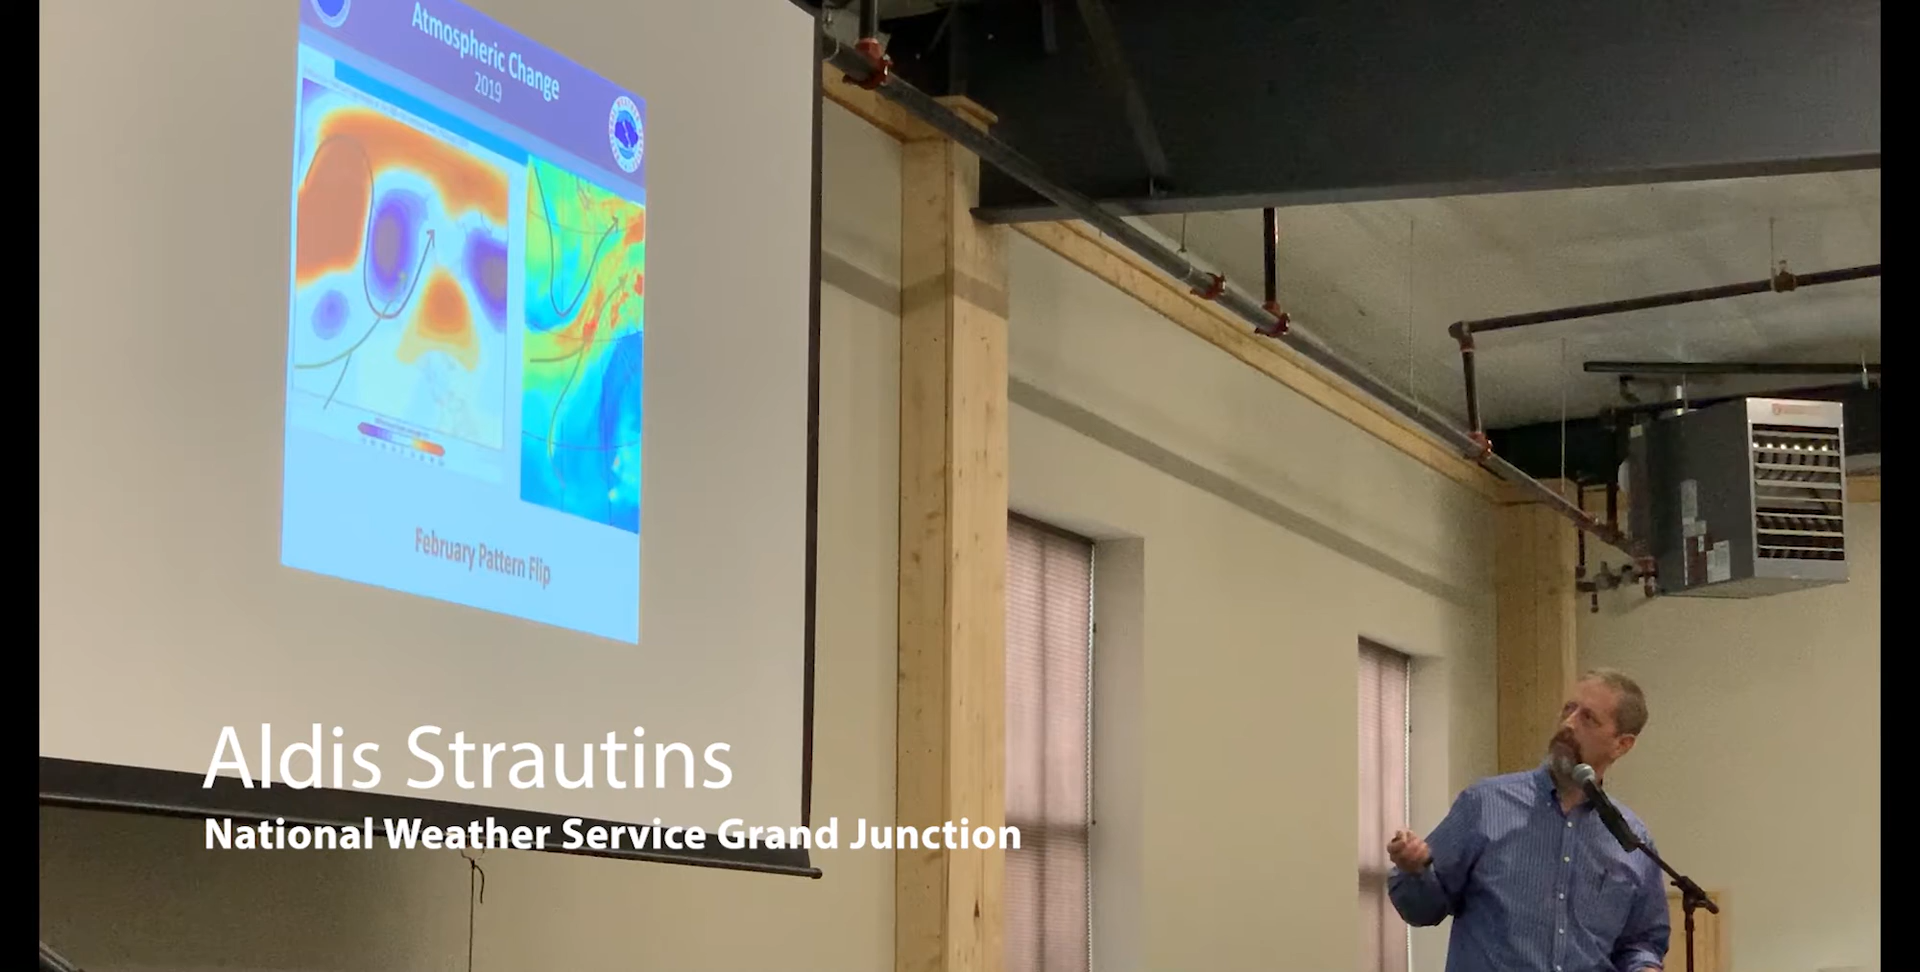 Atmospheric Change
2019
February Pattern Flip
Aldis Strautins
National Weather Service Grand Junction